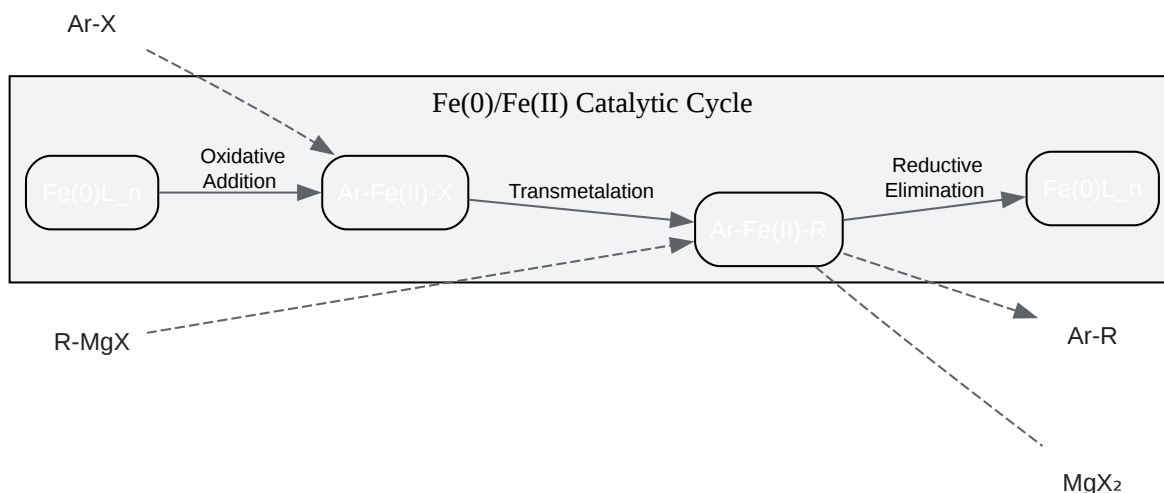 Ar-X
Fe(0)/Fe(II) Catalytic Cycle
Fe(0)L_n
Oxidative
Addition
Ar-Fe(II)-X
Transmetalation
Ar-Fe(II)-R
Reductive
Elimination
Fe(0)L_n
R-MgX
Ar-R
MgX₂